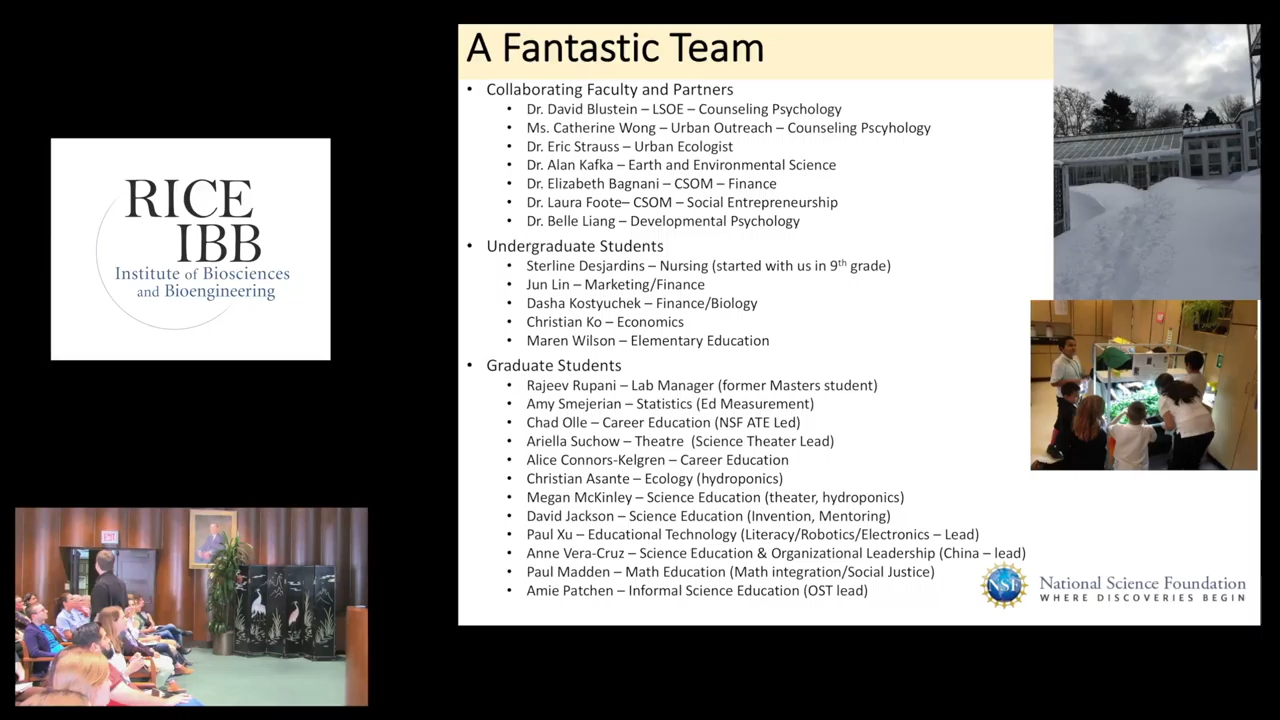 RICE
IBB
Institute of Biosciences
and Bioengineering
A Fantastic Team
• Collaborating Faculty and Partners
• Dr. David Blustein – LSOE – Counseling Psychology
• Ms. Catherine Wong – Urban Outreach – Counseling Pscyhology
• Dr. Eric Strauss – Urban Ecologist
• Dr. Alan Kafka – Earth and Environmental Science
• Dr. Elizabeth Bagnani – CSOM – Finance
• Dr. Laura Foote– CSOM – Social Entrepreneurship
• Dr. Belle Liang – Developmental Psychology
• Undergraduate Students
• Sterline Desjardins – Nursing (started with us in 9th grade)
• Jun Lin – Marketing/Finance
• Dasha Kostyuchek – Finance/Biology
• Christian Ko – Economics
• Maren Wilson – Elementary Education
• Graduate Students
• Rajeev Rupani – Lab Manager (former Masters student)
• Amy Smejerian – Statistics (Ed Measurement)
• Chad Olle – Career Education (NSF ATE Led)
• Ariella Suchow – Theatre (Science Theater Lead)
• Alice Connors-Kelgren – Career Education
• Christian Asante – Ecology (hydroponics)
• Megan McKinley – Science Education (theater, hydroponics)
• David Jackson – Science Education (Invention, Mentoring)
• Paul Xu – Educational Technology (Literacy/Robotics/Electronics – Lead)
• Anne Vera-Cruz – Science Education & Organizational Leadership (China – lead)
• Paul Madden – Math Education (Math integration/Social Justice)
• Amie Patchen – Informal Science Education (OST lead)
NSF
National Science Foundation
WHERE DISCOVERIES BEGIN
EXIT